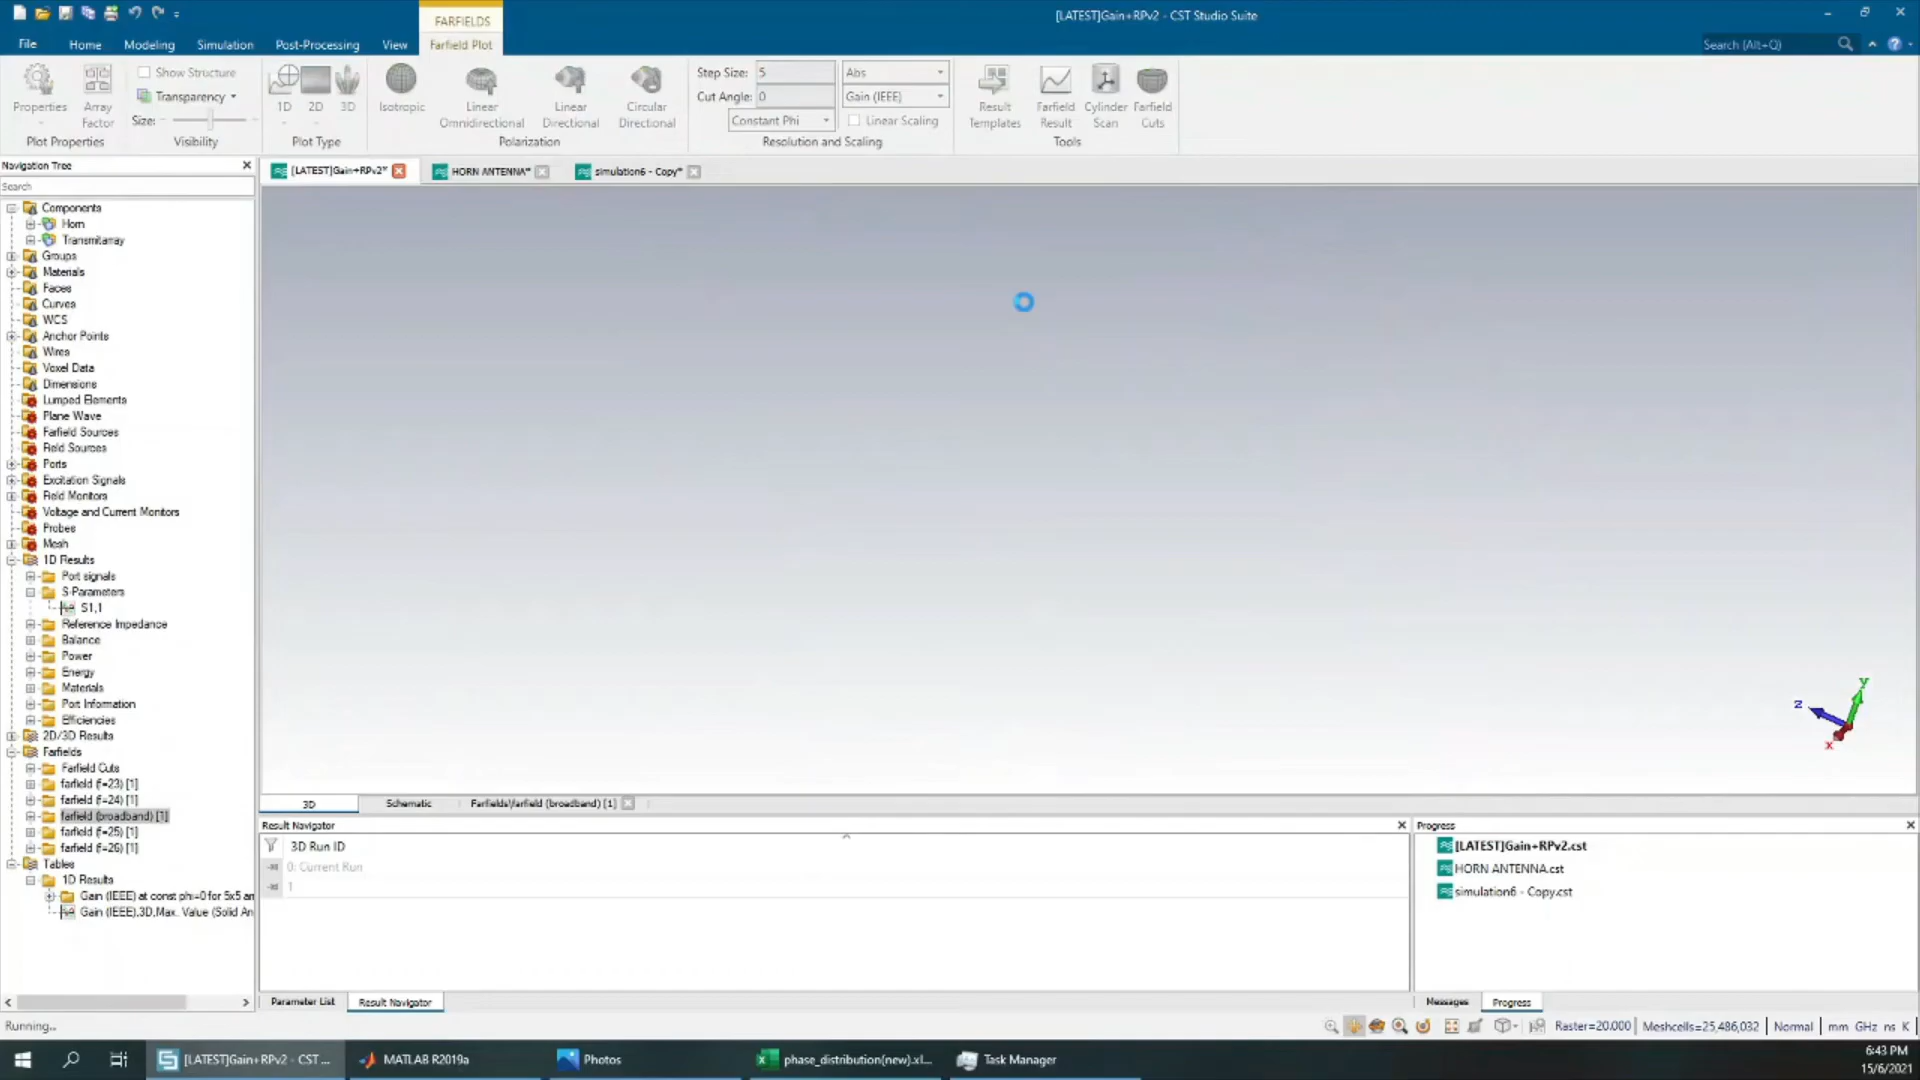 FARFIELDS
[LATEST]Gain+RPv2 - CST Studio Suite
File Home Modeling Simulation Post-Processing View Farfield Plot
Search (Alt+Q)
Properties
Array Factor
Plot Properties
Show Structure
Transparency
Size:
Visibility
1D 2D 3D
Plot Type
Isotropic
Linear Omnidirectional
Linear Directional
Circular Directional
Polarization
Step Size: 5
Cut Angle: 0
Constant Phi
Abs
Gain (IEEE)
Linear Scaling
Resolution and Scaling
Result Templates
Farfield Result
Cylinder Scan
Farfield Cuts
Tools
Navigation Tree
Search
[LATEST]Gain+RPv2*
HORN ANTENNA*
simulation6 - Copy*
Components
Horn
Transmitarray
Groups
Materials
Faces
Curves
WCS
Anchor Points
Wires
Voxel Data
Dimensions
Lumped Elements
Plane Wave
Farfield Sources
Field Sources
Ports
Excitation Signals
Field Monitors
Voltage and Current Monitors
Probes
Mesh
1D Results
Port signals
S-Parameters
S1,1
Reference Impedance
Balance
Power
Energy
Materials
Port Information
Efficiencies
2D/3D Results
Farfields
Farfield Cuts
farfield (f=23) [1]
farfield (f=24) [1]
farfield (broadband) [1]
farfield (f=25) [1]
farfield (f=26) [1]
Tables
1D Results
Gain (IEEE) at const phi=0 for 5x5 an
Gain (IEEE),3D,Max. Value (Solid An
y
z
x
3D
Schematic
Farfields\farfield (broadband) [1]
Result Navigator
3D Run ID
0: Current Run
1
Parameter List
Result Navigator
Progress
[LATEST]Gain+RPv2.cst
HORN ANTENNA.cst
simulation6 - Copy.cst
Messages
Progress
Running...
Raster=20.000
Meshcells=25,486,032
Normal
mm GHz ns K
[LATEST]Gain+RPv2 - CST ...
MATLAB R2019a
Photos
phase_distribution(new).xl...
Task Manager
6:43 PM
15/6/2021